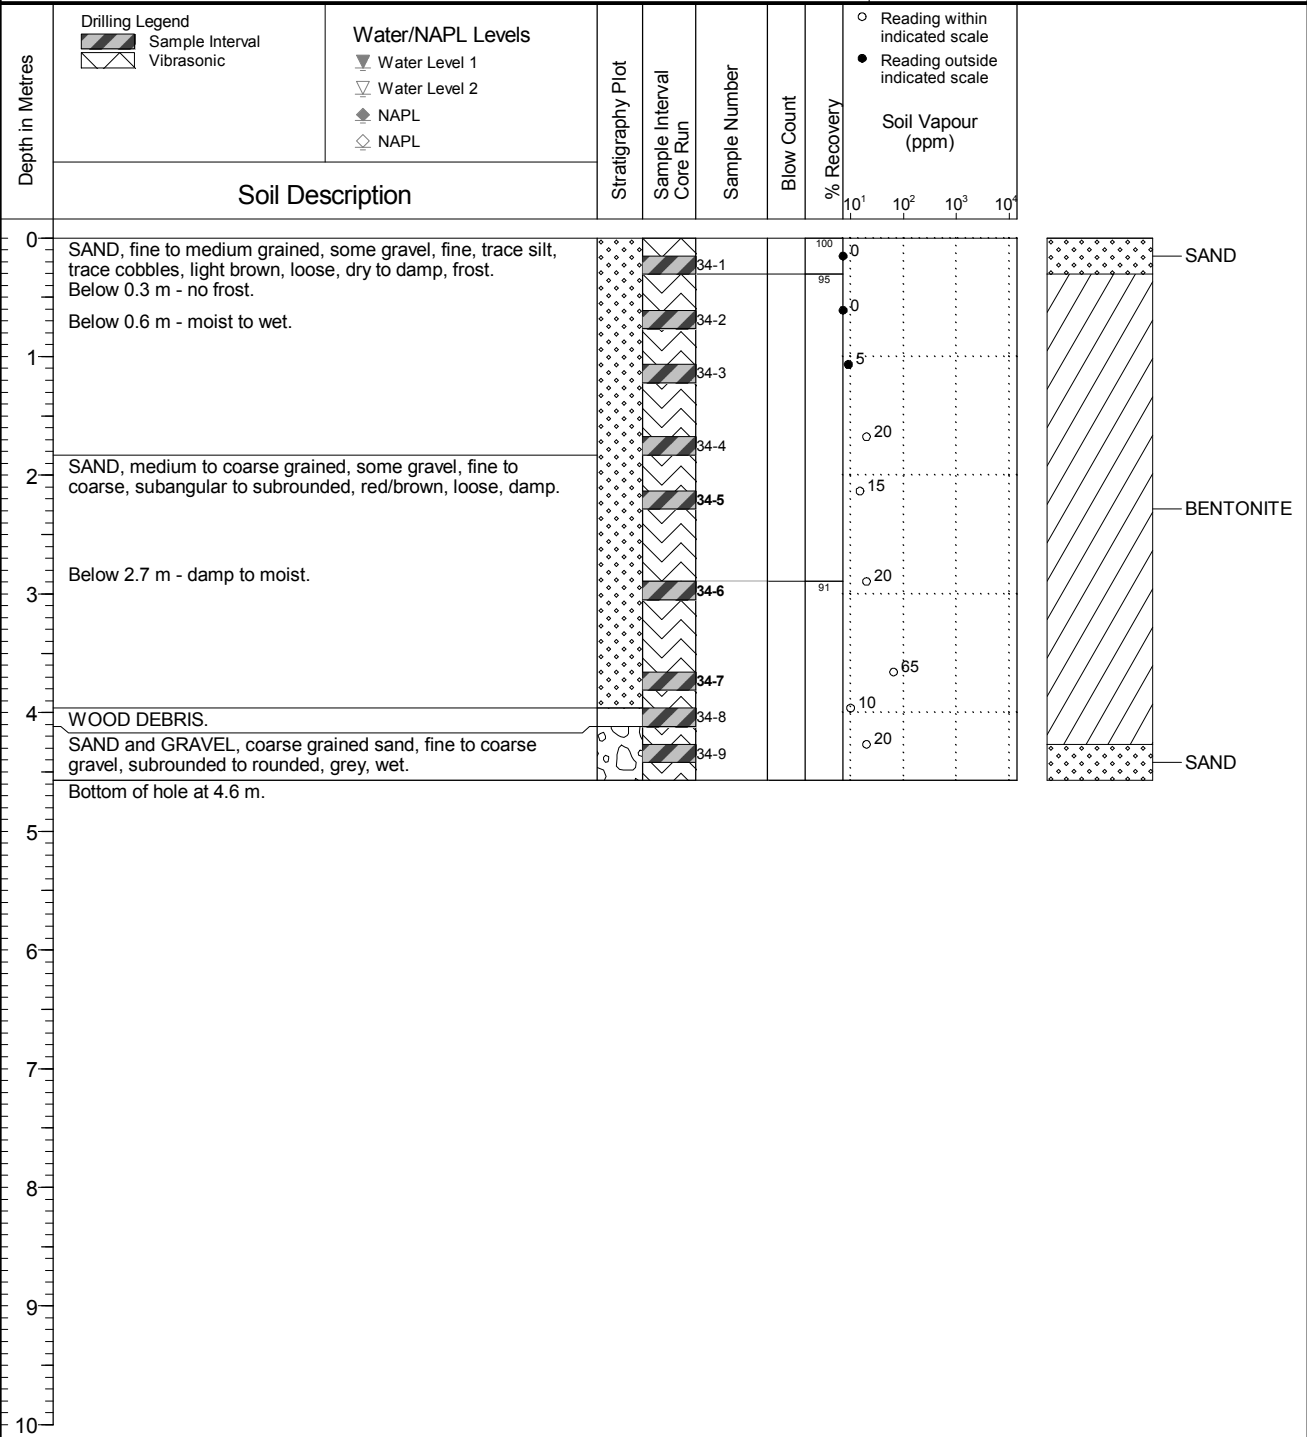 Drilling Legend
Sample Interval
Vibrasonic
Water/NAPL Levels
Water Level 1
Water Level 2
NAPL
NAPL
Depth in Metres
Soil Description
Stratigraphy Plot
Sample Interval
Core Run
Sample Number
Blow Count
% Recovery
Reading within
indicated scale
Reading outside
indicated scale
Soil Vapour
(ppm)
10¹ 10² 10³ 10⁴
0
SAND, fine to medium grained, some gravel, fine, trace silt,
trace cobbles, light brown, loose, dry to damp, frost.
Below 0.3 m - no frost.
Below 0.6 m - moist to wet.
34-1
100
0
SAND
95
34-2
0
1
34-3
5
34-4
20
SAND, medium to coarse grained, some gravel, fine to
coarse, subangular to subrounded, red/brown, loose, damp.
2
34-5
15
BENTONITE
Below 2.7 m - damp to moist.
34-6
91
20
3
34-7
65
WOOD DEBRIS.
4
34-8
10
SAND and GRAVEL, coarse grained sand, fine to coarse
gravel, subrounded to rounded, grey, wet.
34-9
20
SAND
Bottom of hole at 4.6 m.
5
6
7
8
9
10